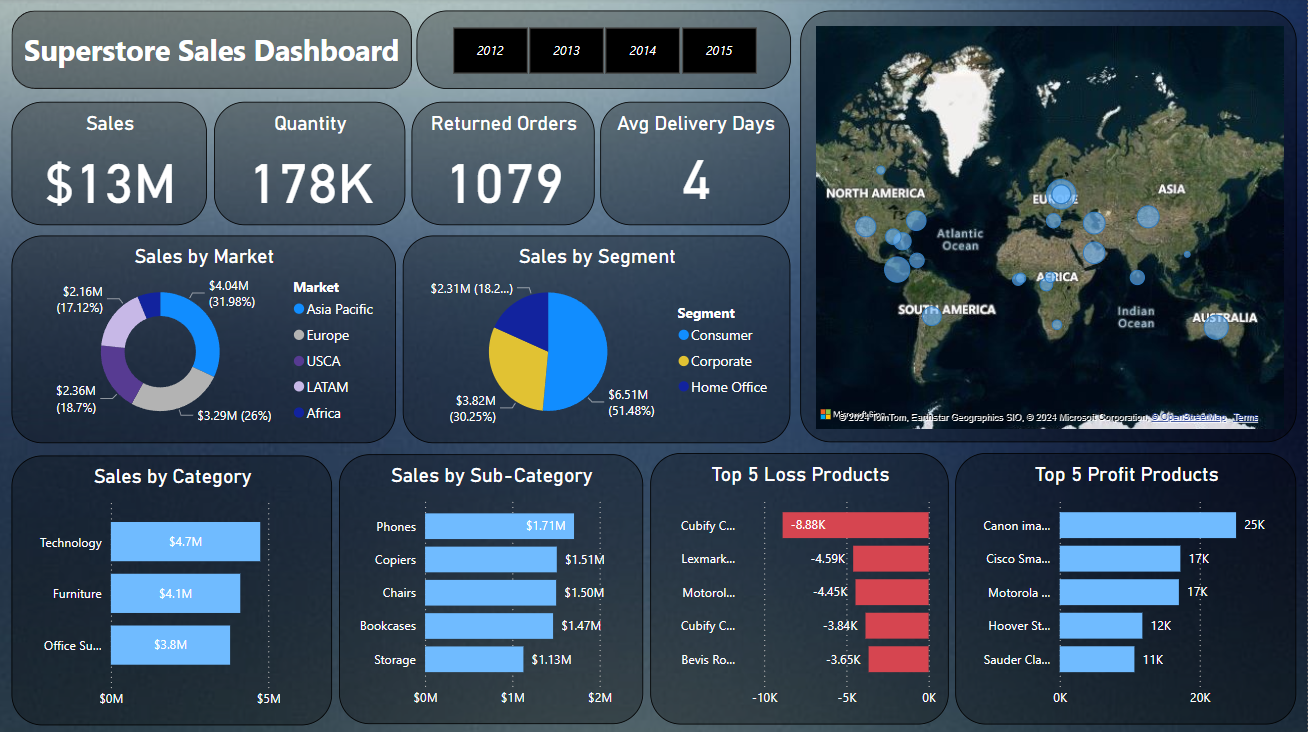 Superstore Sales Dashboard
2012 2013 2014 2015
Sales
$13M
Quantity
178K
Returned Orders
1079
Avg Delivery Days
4
NORTH AMERICA
EUROPE
ASIA
Atlantic
Ocean
AFRICA
SOUTH AMERICA
Indian
Ocean
AUSTRALIA
© 2024 TomTom, Earthstar Geographics SIO, © 2024 Microsoft Corporation, © OpenStreetMap Terms
Sales by Market
$4.04M
(31.98%)
$2.16M
(17.12%)
$2.36M
(18.7%)
$3.29M (26%)
Market
Asia Pacific
Europe
USCA
LATAM
Africa
Sales by Segment
$2.31M (18.2...)
$3.82M
(30.25%)
$6.51M
(51.48%)
Segment
Consumer
Corporate
Home Office
Sales by Category
Technology $4.7M
Furniture $4.1M
Office Su... $3.8M
$0M $5M
Sales by Sub-Category
Phones $1.71M
Copiers $1.51M
Chairs $1.50M
Bookcases $1.47M
Storage $1.13M
$0M $1M $2M
Top 5 Loss Products
Cubify C... -8.88K
Lexmark... -4.59K
Motorol... -4.45K
Cubify C... -3.84K
Bevis Ro... -3.65K
-10K -5K 0K
Top 5 Profit Products
Canon ima... 25K
Cisco Sma... 17K
Motorola ... 17K
Hoover St... 12K
Sauder Cla... 11K
0K 20K